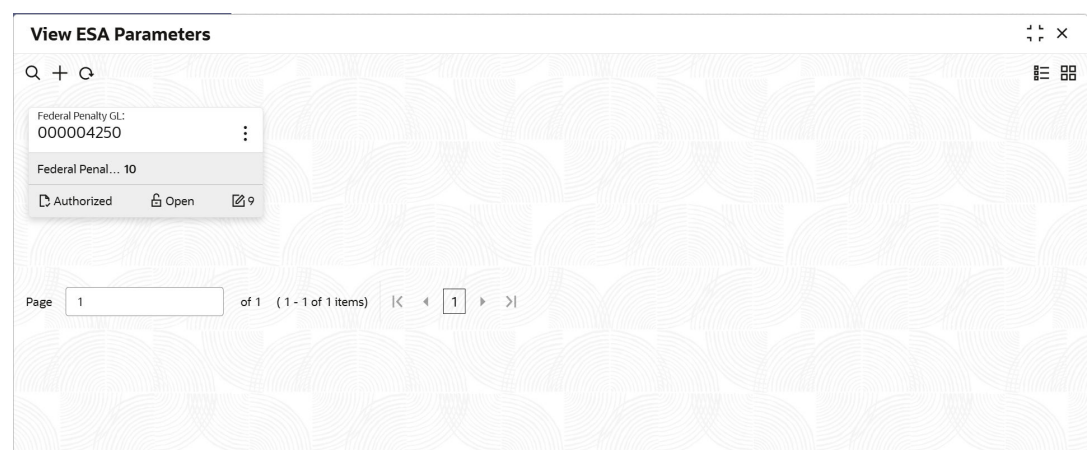 View ESA Parameters
Federal Penalty GL:
000004250
Federal Penal... 10
Authorized Open 9
Page 1 of 1 ( 1 - 1 of 1 items) 1